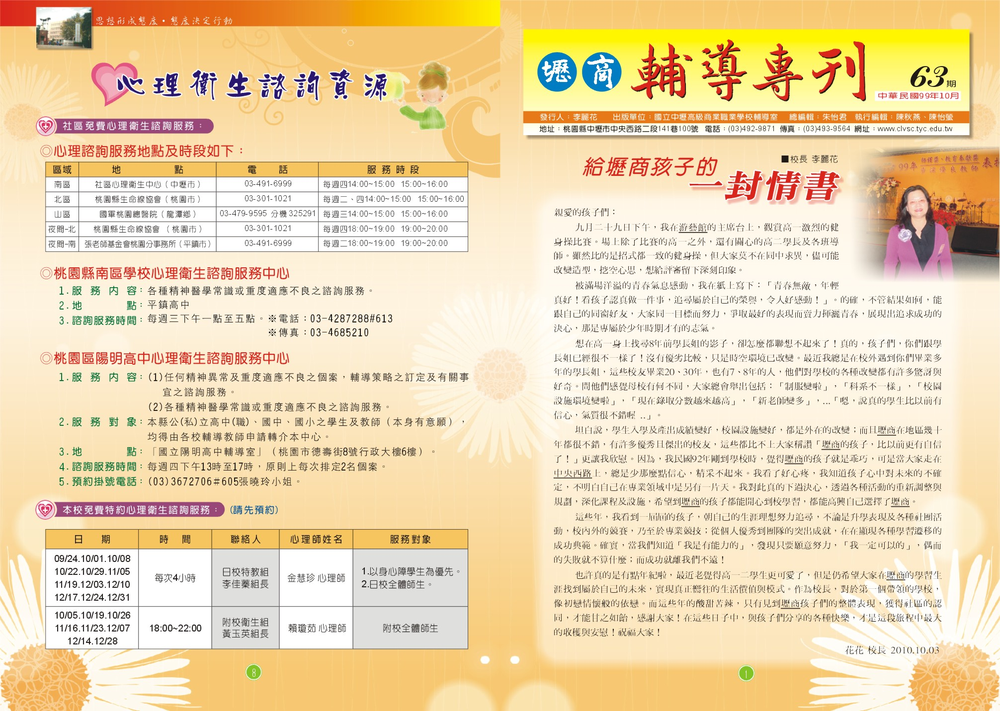 思想形成態度・態度決定行動
心理衛生諮詢資源
社區免費心理衛生諮詢服務：
◎心理諮詢服務地點及時段如下：
區域 地點 電話 服務時段
南區 社區心理衛生中心（中壢市） 03-491-6999 每週四14:00~15:00 15:00~16:00
北區 桃園縣生命線協會（桃園市） 03-301-1021 每週二、四14:00~15:00 15:00~16:00
山區 國軍桃園總醫院（龍潭鄉） 03-479-9595 分機325291 每週三14:00~15:00 15:00~16:00
夜間-北 桃園縣生命線協會 （桃園市） 03-301-1021 每週四18:00~19:00 19:00~20:00
夜間-南 張老師基金會桃園分事務所（平鎮市） 03-491-6999 每週二18:00~19:00 19:00~20:00
◎桃園縣南區學校心理衛生諮詢服務中心
1.服務內容：各種精神醫學常識或重度適應不良之諮詢服務。
2.地點：平鎮高中
3.諮詢服務時間：每週三下午一點至五點。※電話：03-4287288#613
※傳真：03-4685210
◎桃園區陽明高中心理衛生諮詢服務中心
1.服務內容：(1)任何精神異常及重度適應不良之個案，輔導策略之訂定及有關事
宜之諮詢服務。
(2)各種精神醫學常識或重度適應不良之諮詢服務。
2.服務對象：本縣公(私)立高中(職)、國中、國小之學生及教師（本身有意願），
均得由各校輔導教師申請轉介本中心。
3.地點：「國立陽明高中輔導室」（桃園市德壽街8號行政大樓6樓）。
4.諮詢服務時間：每週四下午13時至17時，原則上每次排定2名個案。
5.預約掛號電話：(03)3672706#605張曉玲小姐。
本校免費特約心理衛生諮詢服務：（請先預約）
日期 時間 聯絡人 心理師姓名 服務對象
09/24.10/01.10/08
10/22.10/29.11/05
11/19.12/03.12/10
12/17.12/24.12/31
每次4小時
日校特教組
李佳蓁組長
金慧珍 心理師
1.以身心障學生為優先。
2.日校全體師生。
10/05.10/19.10/26
11/16.11/23.12/07
12/14.12/28
18:00~22:00
附校衛生組
黃玉英組長
賴瓊茹 心理師
附校全體師生
8
壢商 輔導專刊 63期
中華民國99年10月
發行人：李麗花 出版單位：國立中壢高級商業職業學校輔導室 總編輯：朱怡君 執行編輯：陳秋燕、陳怡螢
地址：桃園縣中壢市中央西路二段141巷100號 電話：(03)492-9871 傳真：(03)493-9564 網址：www.clvsc.tyc.edu.tw
給壢商孩子的
一封情書
■校長 李麗花
99年 師鐸獎、教育奉獻獎
資深優良教師 表揚
親愛的孩子們：
九月二十九日下午，我在游藝館的主席台上，觀賞高一激烈的健
身操比賽。場上除了比賽的高一之外，還有關心的高二學長及各班導
師。雖然比的是招式都一致的健身操，但大家莫不在同中求異，儘可能
改變造型，挖空心思，想給評審留下深刻印象。
被滿場洋溢的青春氣息感動，我在紙上寫下：「青春無敵，年輕
真好！看孩子認真做一件事，追尋屬於自己的榮譽，令人好感動！」。的確，不管結果如何，能
跟自己的同窗好友，大家同一目標而努力，爭取最好的表現而賣力揮灑青春，展現出追求成功的
決心，那是專屬於少年時期才有的志氣。
想在高一身上找尋8年前學長姐的影子，卻怎麼都聯想不起來了！真的，孩子們，你們跟學
長姐已經很不一樣了！沒有優劣比較，只是時空環境已改變。最近我總是在校外遇到你們畢業多
年的學長姐，這些校友畢業20、30年，也有7、8年的人，他們對學校的各種改變都有許多驚訝與
好奇。問他們感覺母校有何不同，大家總會舉出包括：「制服變啦」，「科系不一樣」，「校園
設施環境變啦」，「現在錄取分數越來越高」，「新老師變多」，...「嗯，說真的學生比以前有
信心，氣質很不錯喔 ..」。
坦白說，學生入學及產出成績變好，校園設施變好，都是外在的改變；而且壢商在地區幾十
年都很不錯，有許多優秀且傑出的校友，這些都比不上大家稱讚「壢商的孩子，比以前更有自信
了！」更讓我欣慰。因為，我民國92年剛到學校時，覺得壢商的孩子就是乖巧，可是當大家走在
中央西路上，總是少那麼點信心，精采不起來。我看了好心疼，我知道孩子心中對未來的不確
定，不明白自己在專業領域中是另有一片天。我對此真的下過決心，透過各種活動的重新調整與
規劃，深化課程及設施，希望到壢商的孩子都能開心到校學習，都能高興自己選擇了壢商。
這些年，我看到一屆屆的孩子，朝自己的生涯理想努力追尋，不論是升學表現及各種社團活
動，校內外的競賽，乃至於專業競技；從個人優秀到團隊的突出成就，在在顯現各種學習遷移的
成功典範。確實，當我們知道「我是有能力的」，發現只要願意努力，「我一定可以的」，偶而
的失敗就不算什麼；而成功就離我們不遠！
也許真的是有點年紀啦，最近老覺得高一二學生更可愛了，但是仍希望大家在壢商的學習生
涯找到屬於自己的未來，實現真正嚮往的生活價值與模式。作為校長，對於第一個帶領的學校，
像初戀情懷般的依戀。而這些年的酸甜苦辣，只有見到壢商孩子們的整體表現，獲得社區的認
同，才能甘之如飴，感謝大家！在這些日子中，與孩子們分享的各種快樂，才是這段旅程中最大
的收穫與安慰！祝福大家！
花花 校長 2010.10.03
1